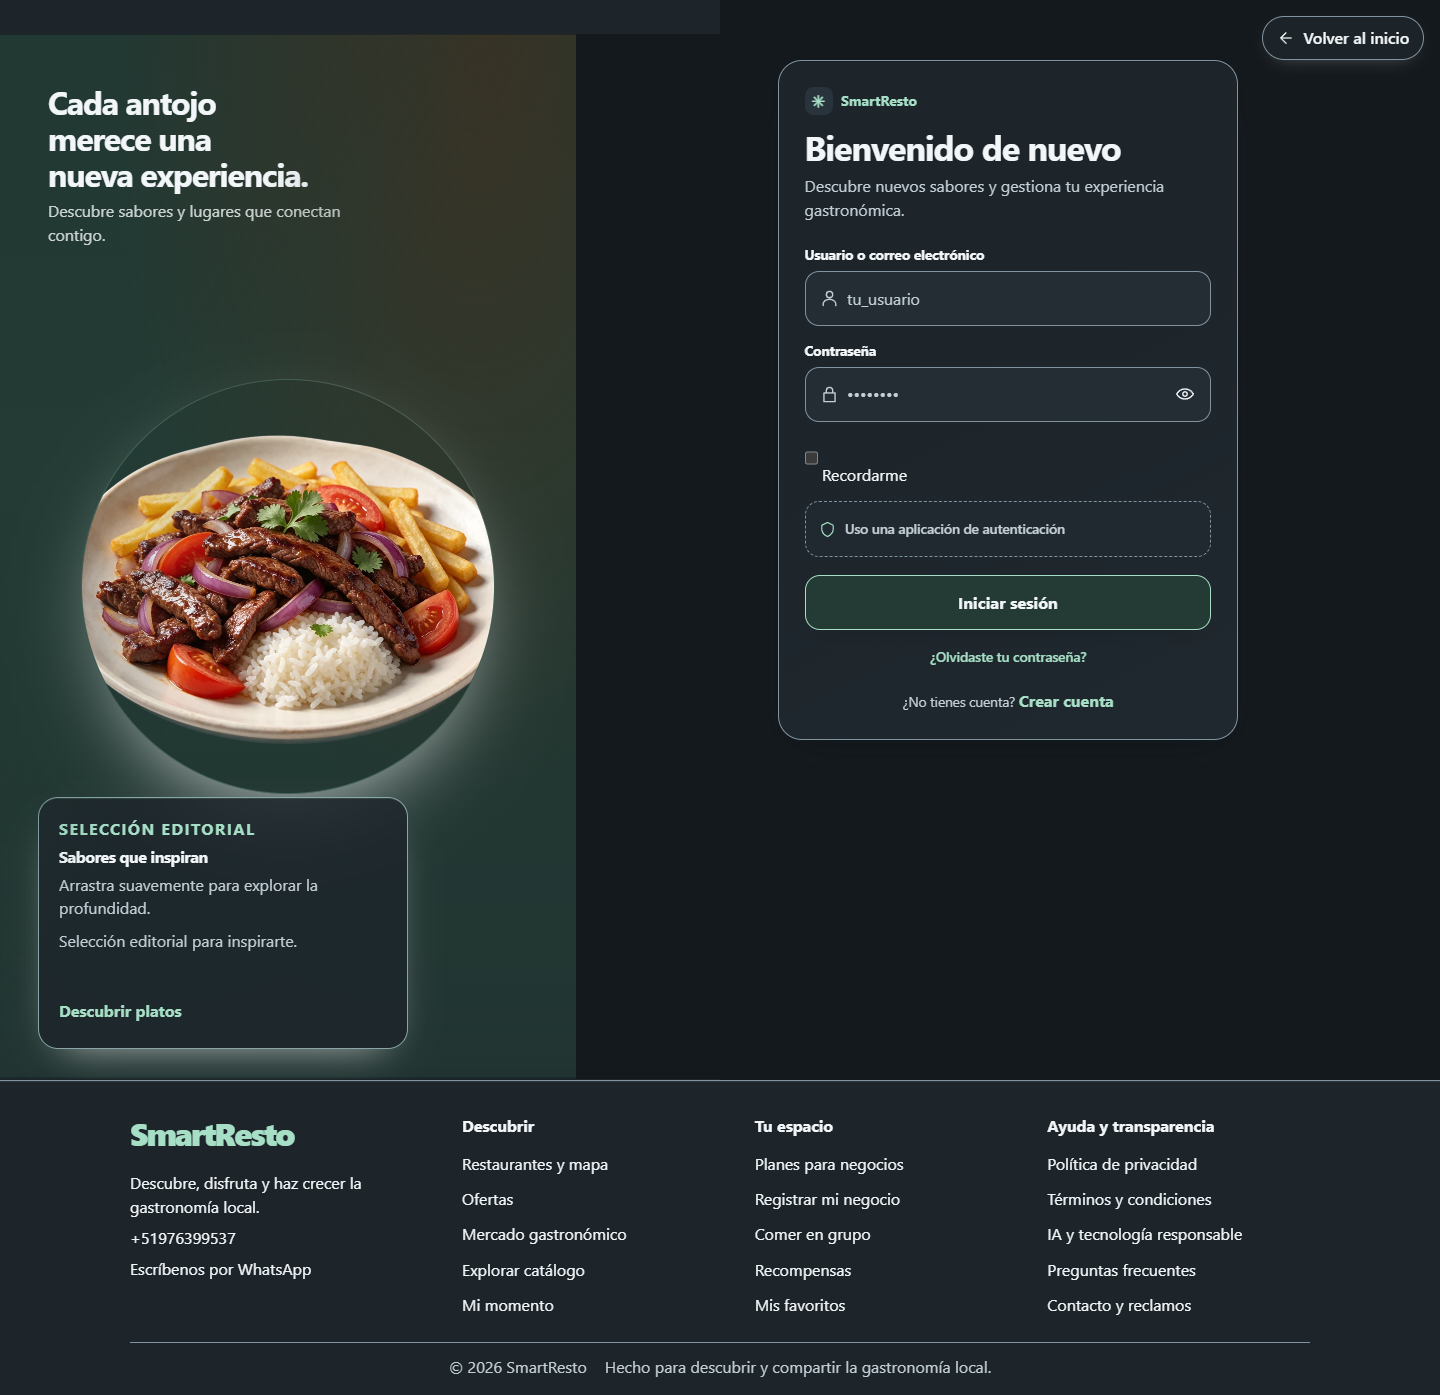 Volver al inicio
Cada antojo
merece una
nueva experiencia.
Descubre sabores y lugares que conectan
contigo.
SELECCIÓN EDITORIAL
Sabores que inspiran
Arrastra suavemente para explorar la
profundidad.
Selección editorial para inspirarte.
Descubrir platos
SmartResto
Bienvenido de nuevo
Descubre nuevos sabores y gestiona tu experiencia
gastronómica.
Usuario o correo electrónico
tu_usuario
Contraseña
••••••••
Recordarme
Uso una aplicación de autenticación
Iniciar sesión
¿Olvidaste tu contraseña?
¿No tienes cuenta? Crear cuenta
SmartResto
Descubre, disfruta y haz crecer la
gastronomía local.
+51976399537
Escríbenos por WhatsApp
Descubrir
Restaurantes y mapa
Ofertas
Mercado gastronómico
Explorar catálogo
Mi momento
Tu espacio
Planes para negocios
Registrar mi negocio
Comer en grupo
Recompensas
Mis favoritos
Ayuda y transparencia
Política de privacidad
Términos y condiciones
IA y tecnología responsable
Preguntas frecuentes
Contacto y reclamos
© 2026 SmartResto Hecho para descubrir y compartir la gastronomía local.